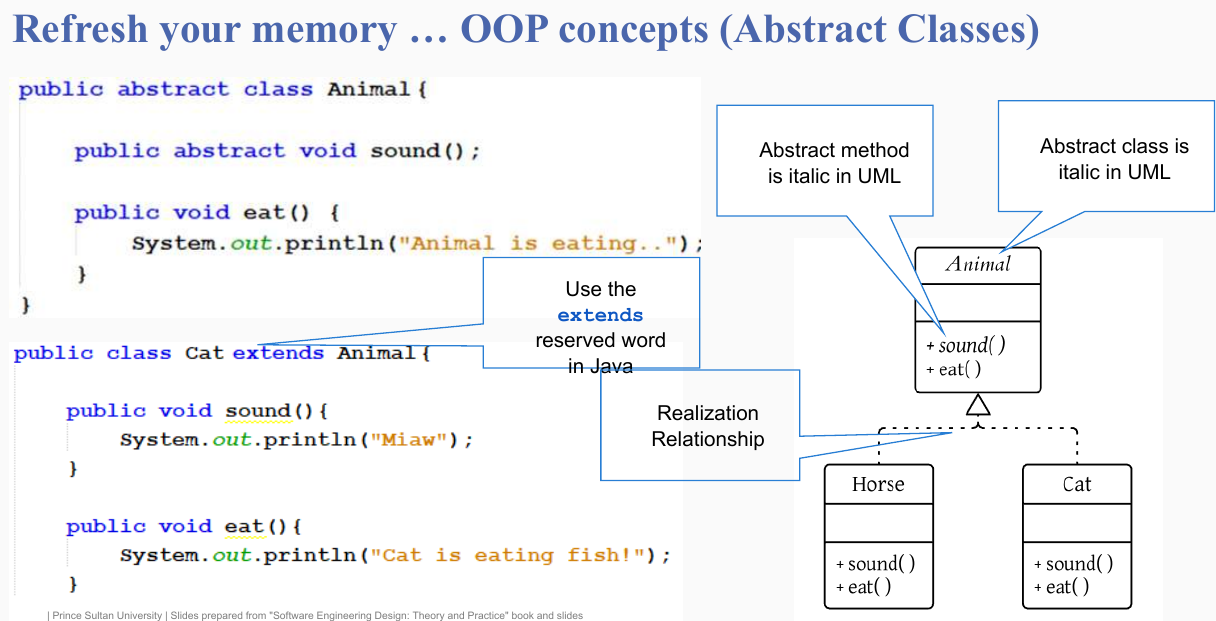 Refresh your memory … OOP concepts (Abstract Classes)
public abstract class Animal{
public abstract void sound();
public void eat() {
System.out.println("Animal is eating..");
}
}
Use the
extends
reserved word
in Java
public class Cat extends Animal{
public void sound(){
System.out.println("Miaw");
}
public void eat(){
System.out.println("Cat is eating fish!");
}
Abstract method
is italic in UML
Abstract class is
italic in UML
Animal
+ sound( )
+ eat( )
Realization
Relationship
Horse
+ sound( )
+ eat( )
Cat
+ sound( )
+ eat( )
| Prince Sultan University | Slides prepared from "Software Engineering Design: Theory and Practice" book and slides